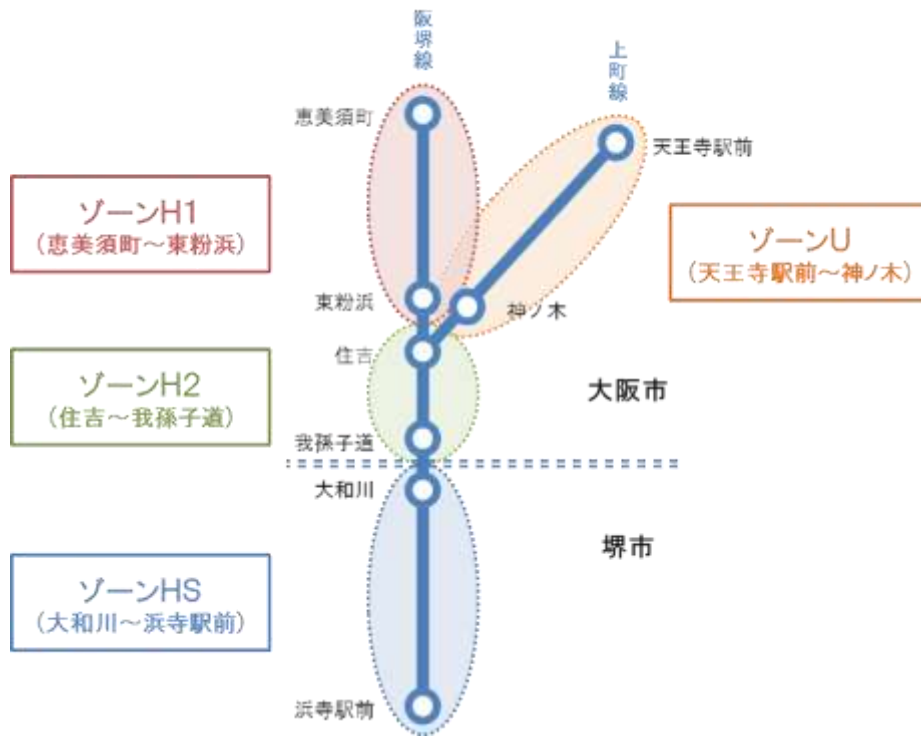 阪堺線
上町線
恵美須町
天王寺駅前
ゾーンH1
（恵美須町～東粉浜）
ゾーンU
（天王寺駅前～神ノ木）
東粉浜
神ノ木
住吉
ゾーンH2
（住吉～我孫子道）
大阪市
我孫子道
大和川
堺市
ゾーンHS
（大和川～浜寺駅前）
浜寺駅前